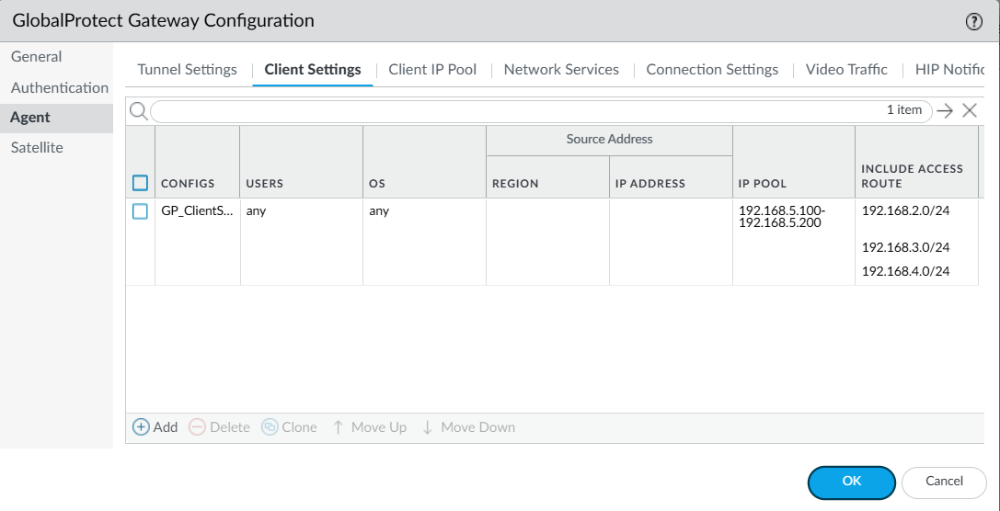 GlobalProtect Gateway Configuration
?
General
Authentication
Agent
Satellite
Tunnel Settings
Client Settings
Client IP Pool
Network Services
Connection Settings
Video Traffic
HIP Notific
1 item
Source Address
CONFIGS
USERS
OS
REGION
IP ADDRESS
IP POOL
INCLUDE ACCESS
ROUTE
GP_ClientS...
any
any
192.168.5.100-
192.168.5.200
192.168.2.0/24
192.168.3.0/24
192.168.4.0/24
Add
Delete
Clone
Move Up
Move Down
OK
Cancel